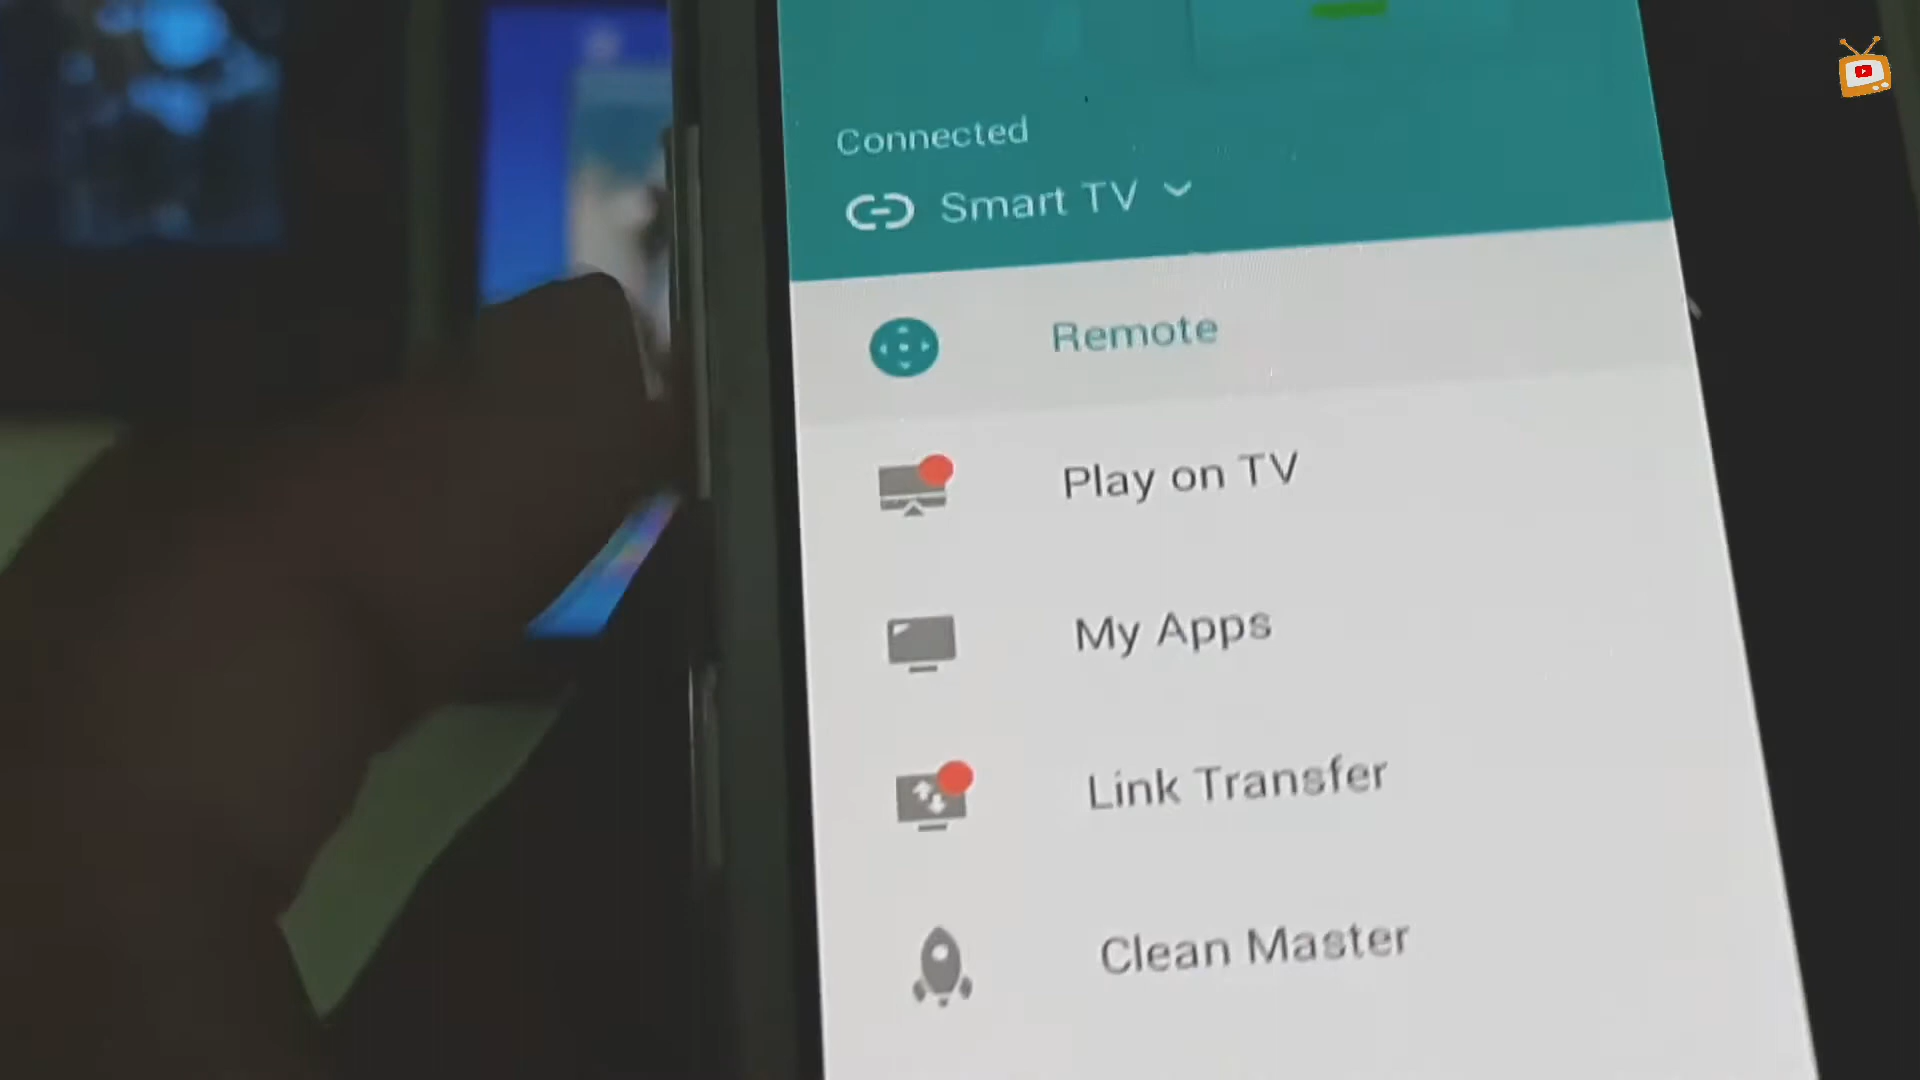 Connected
Smart TV
Remote
Play on TV
My Apps
Link Transfer
Clean Master